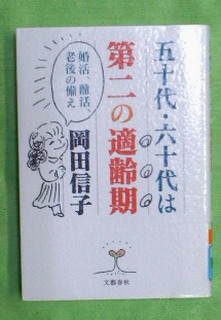 五十代・六十代は
第二の適齢期
婚活、離活、
老後の備え
岡田信子
文藝春秋